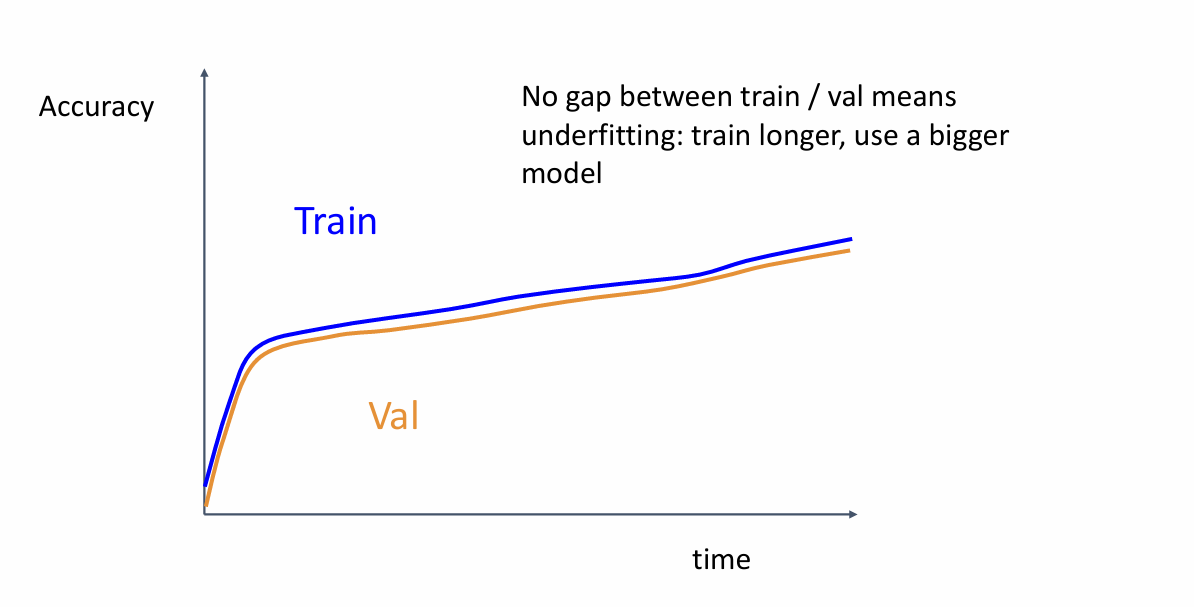 Accuracy
No gap between train / val means
underfitting: train longer, use a bigger
model
Train
Val
time